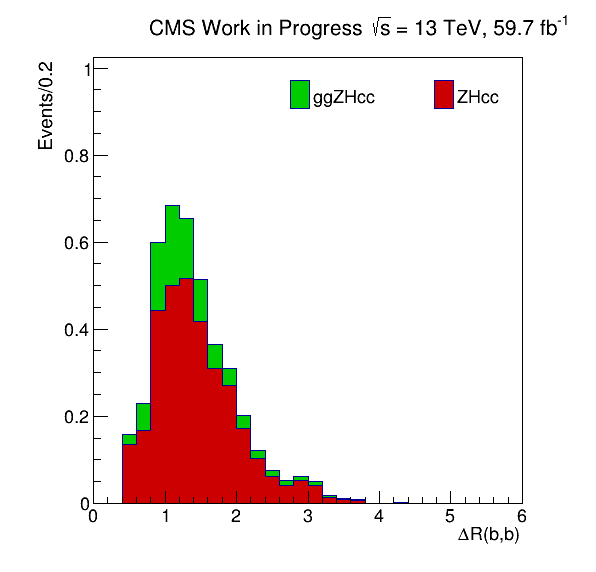 CMS Work in Progress √s = 13 TeV, 59.7 fb⁻¹
Events/0.2
1
0.8
0.6
0.4
0.2
0
ggZHcc
ZHcc
0 1 2 3 4 5 6
ΔR(b,b)